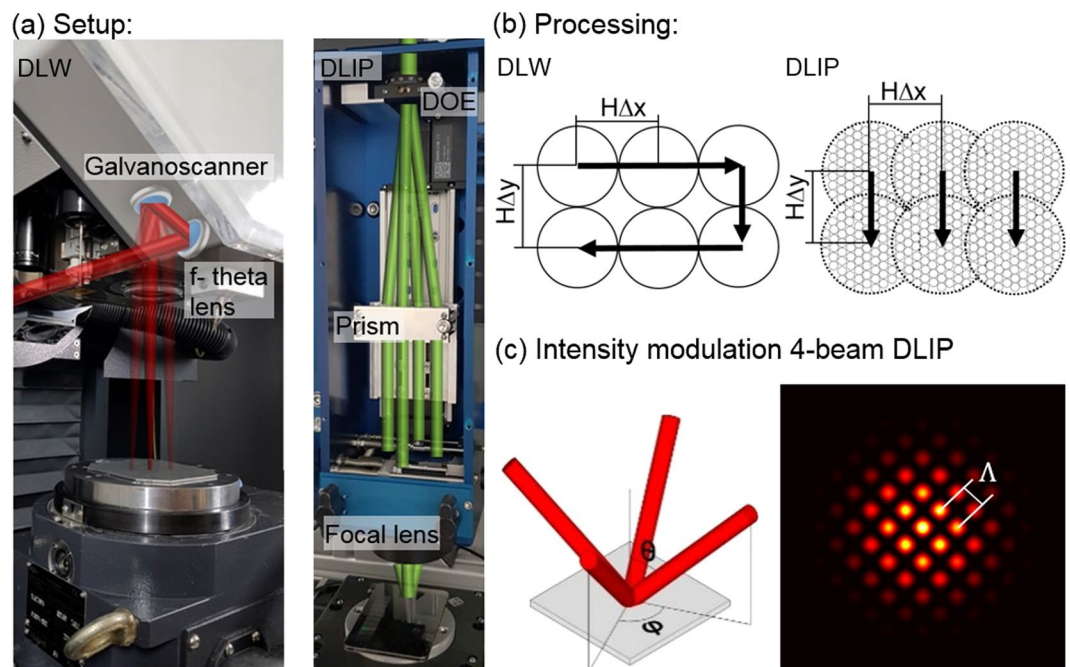 (a) Setup:
DLW
Galvanoscanner
f- theta
lens
DLIP
DOE
Prism
Focal lens
(b) Processing:
DLW
HΔx
HΔy
DLIP
HΔx
HΔy
(c) Intensity modulation 4-beam DLIP
θ
φ
Λ